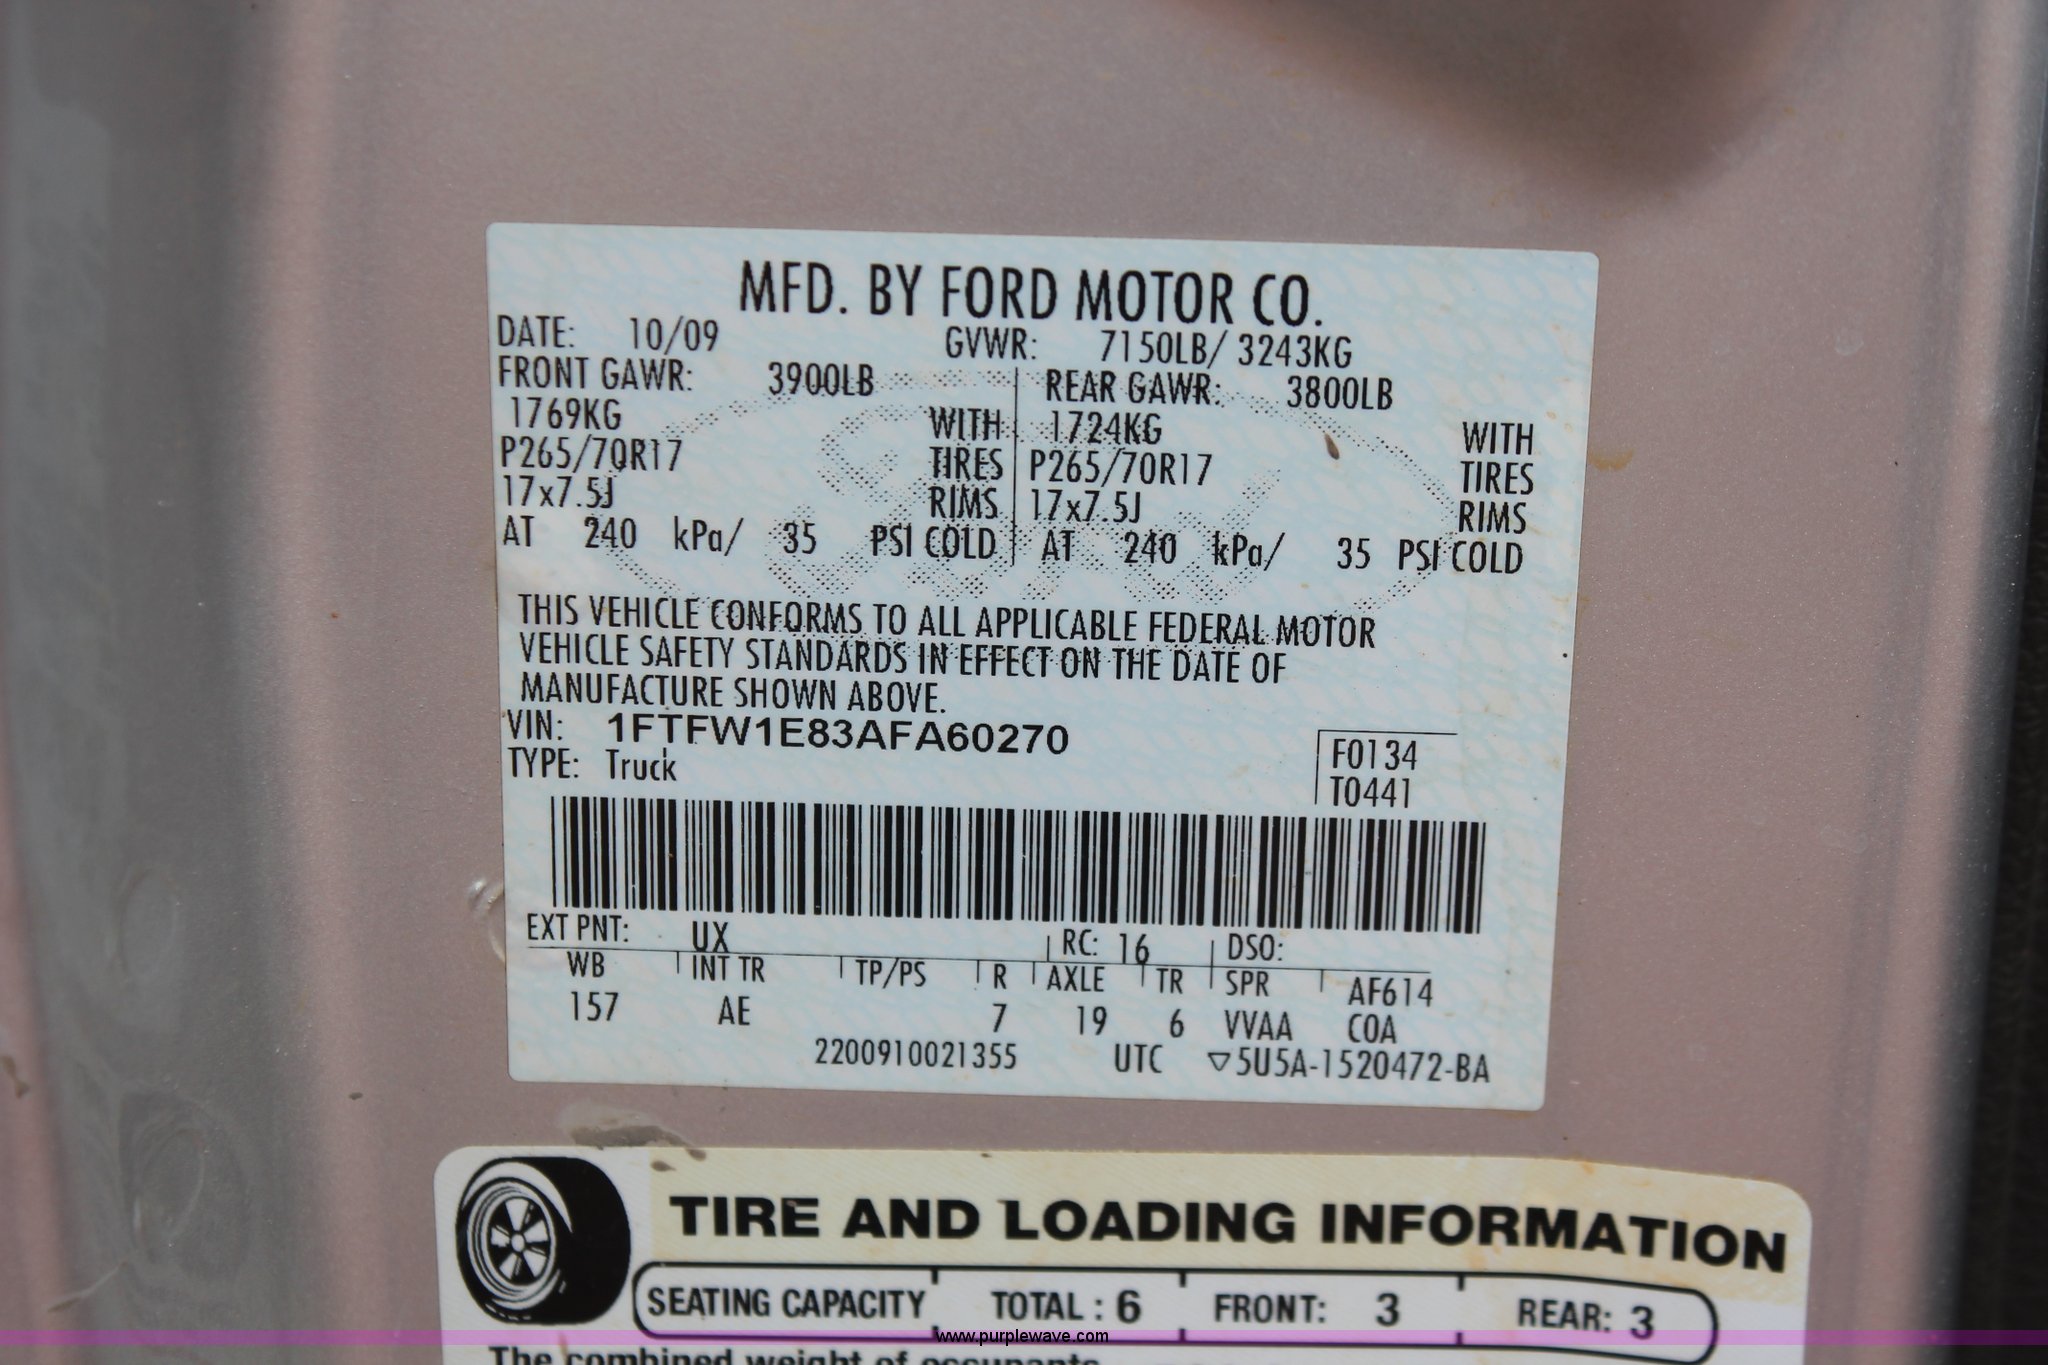 MFD. BY FORD MOTOR CO.
DATE: 10/09 GVWR: 7150LB/ 3243KG
FRONT GAWR: 3900LB REAR GAWR: 3800LB
1769KG WITH 1724KG WITH
P265/70R17 TIRES P265/70R17 TIRES
17x7.5J RIMS 17x7.5J RIMS
AT 240 kPa/ 35 PSI COLD AT 240 kPa/ 35 PSI COLD
THIS VEHICLE CONFORMS TO ALL APPLICABLE FEDERAL MOTOR
VEHICLE SAFETY STANDARDS IN EFFECT ON THE DATE OF
MANUFACTURE SHOWN ABOVE.
VIN: 1FTFW1E83AFA60270 F0134
TYPE: Truck T0441
EXT PNT: UX RC: 16 DSO:
WB INT TR TP/PS R AXLE TR SPR AF614
157 AE 7 19 6 VVAA COA
2200910021355 UTC ▽5U5A-1520472-BA
TIRE AND LOADING INFORMATION
SEATING CAPACITY TOTAL : 6 FRONT: 3 REAR: 3
www.purplewave.com
The combined weight of occupants